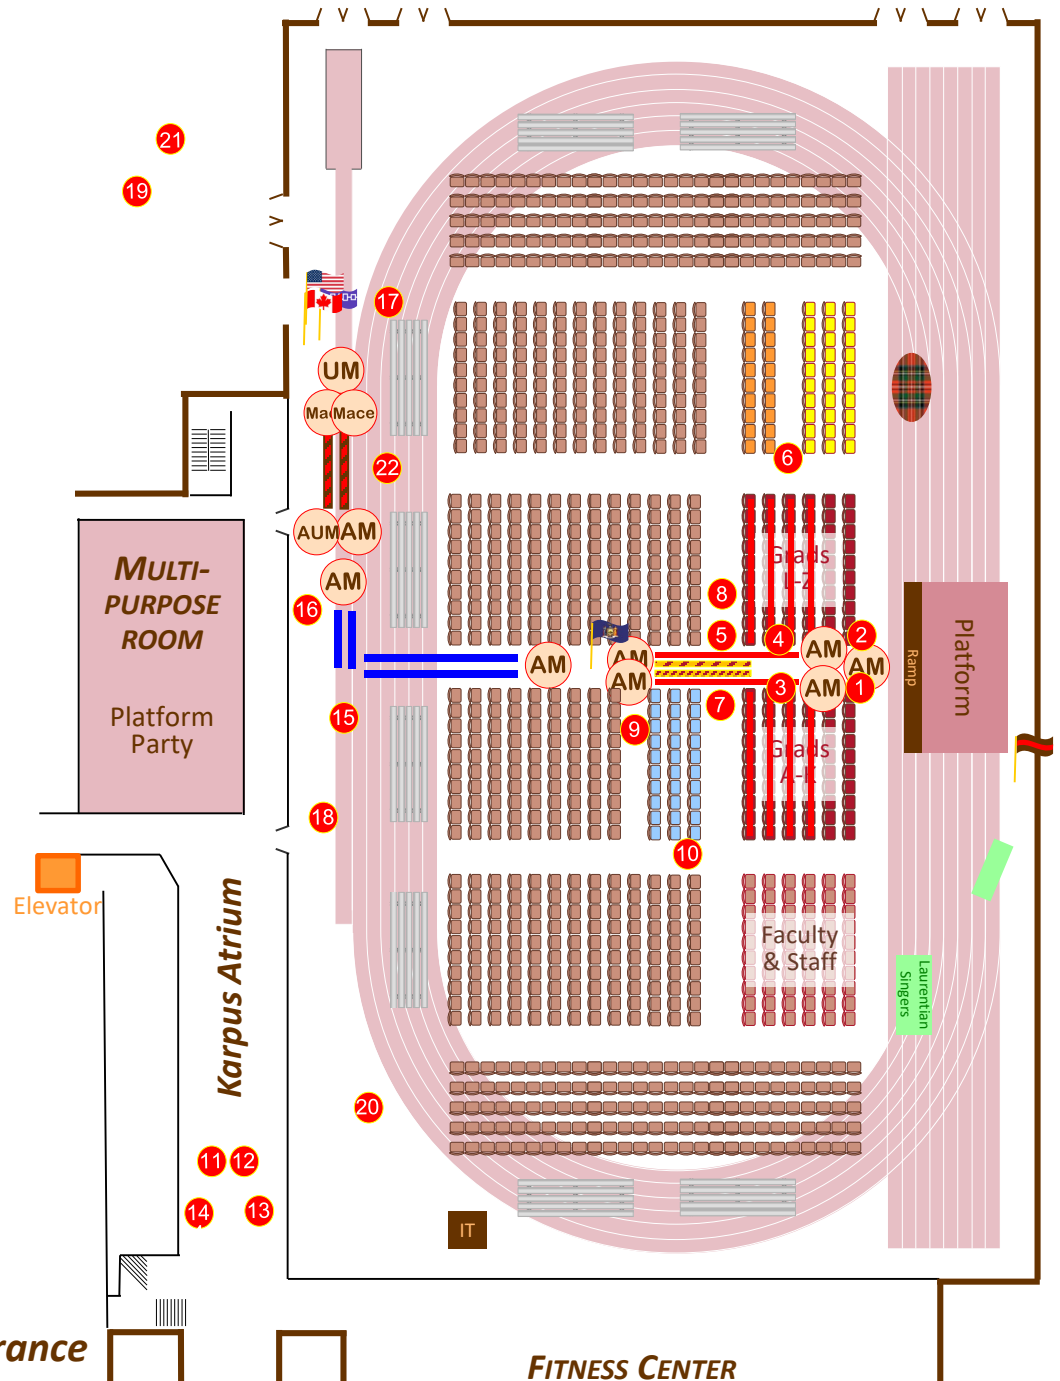 21
19
17
UM
Mac
Mace
6
22
AUM
AM
AM
MULTI-
PURPOSE
ROOM
Platform
Party
Grads
L-Z
8
16
5
4
2
AM
AM
AM
AM
AM
AM
3
1
7
9
15
Ramp
Platform
Grads
A-K
18
10
Elevator
Karpus Atrium
Faculty
& Staff
Laurentian
Singers
20
11
12
14
13
IT
rance
FITNESS CENTER